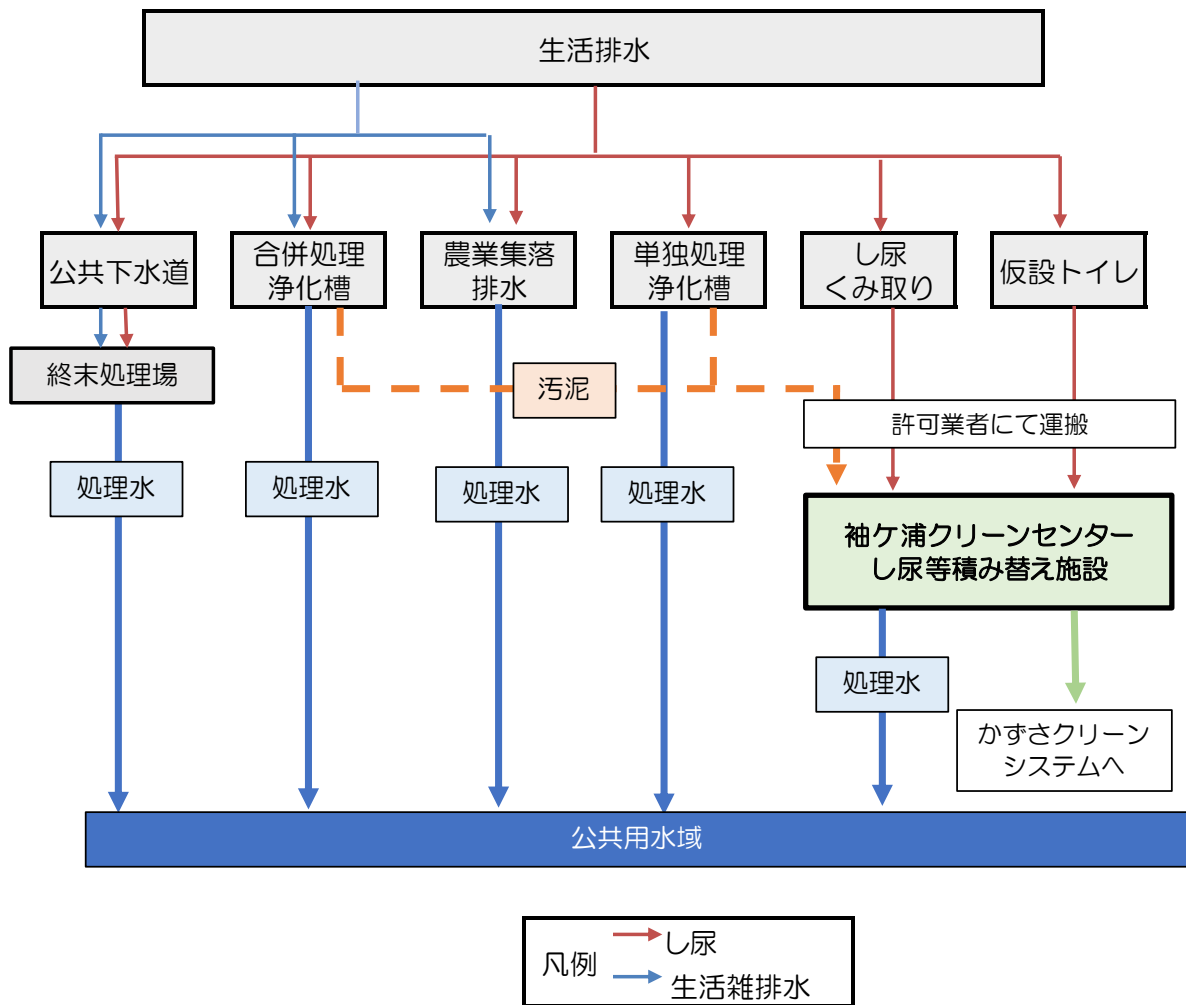 生活排水
公共下水道
合併処理
浄化槽
農業集落
排水
単独処理
浄化槽
し尿
くみ取り
仮設トイレ
終末処理場
汚泥
許可業者にて運搬
処理水
処理水
処理水
処理水
袖ケ浦クリーンセンター
し尿等積み替え施設
処理水
かずさクリーン
システムへ
公共用水域
凡例
し尿
生活雑排水